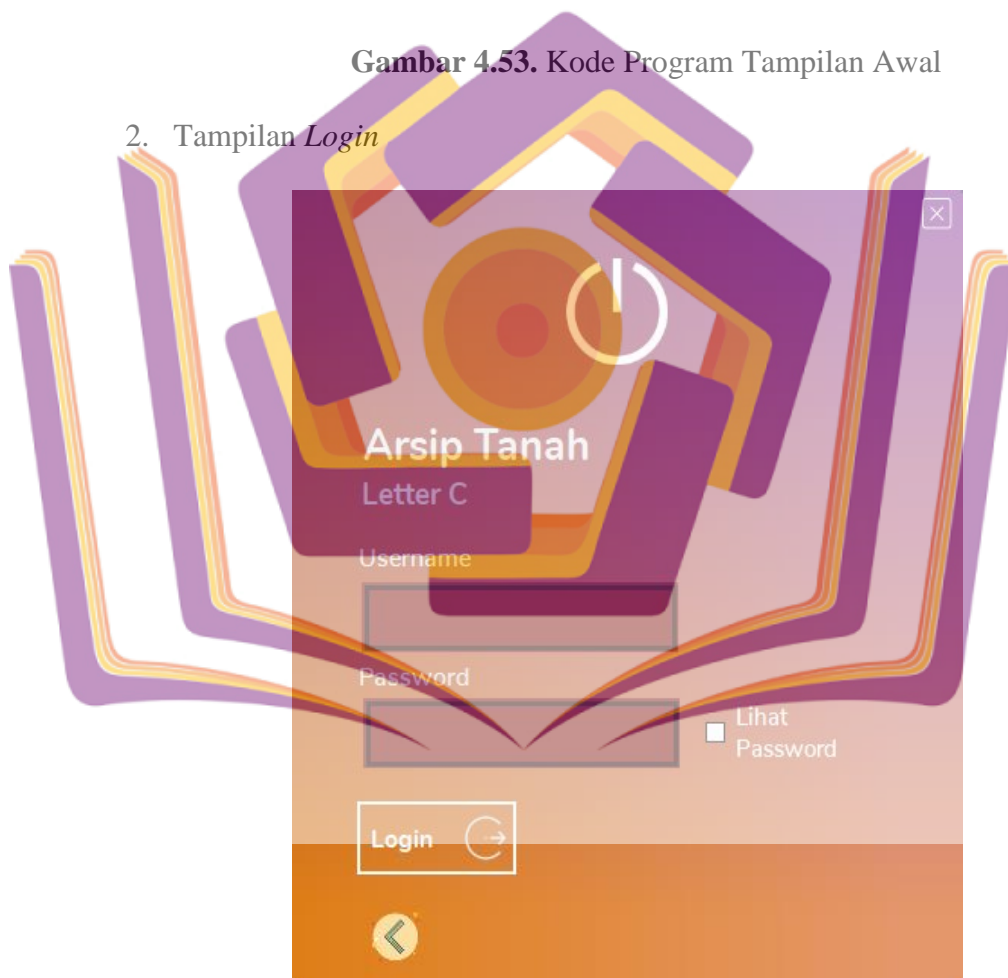 Gambar 4.53. Kode Program Tampilan Awal
2. Tampilan Login
Arsip Tanah
Letter C
Username
Password
Lihat
Password
Login